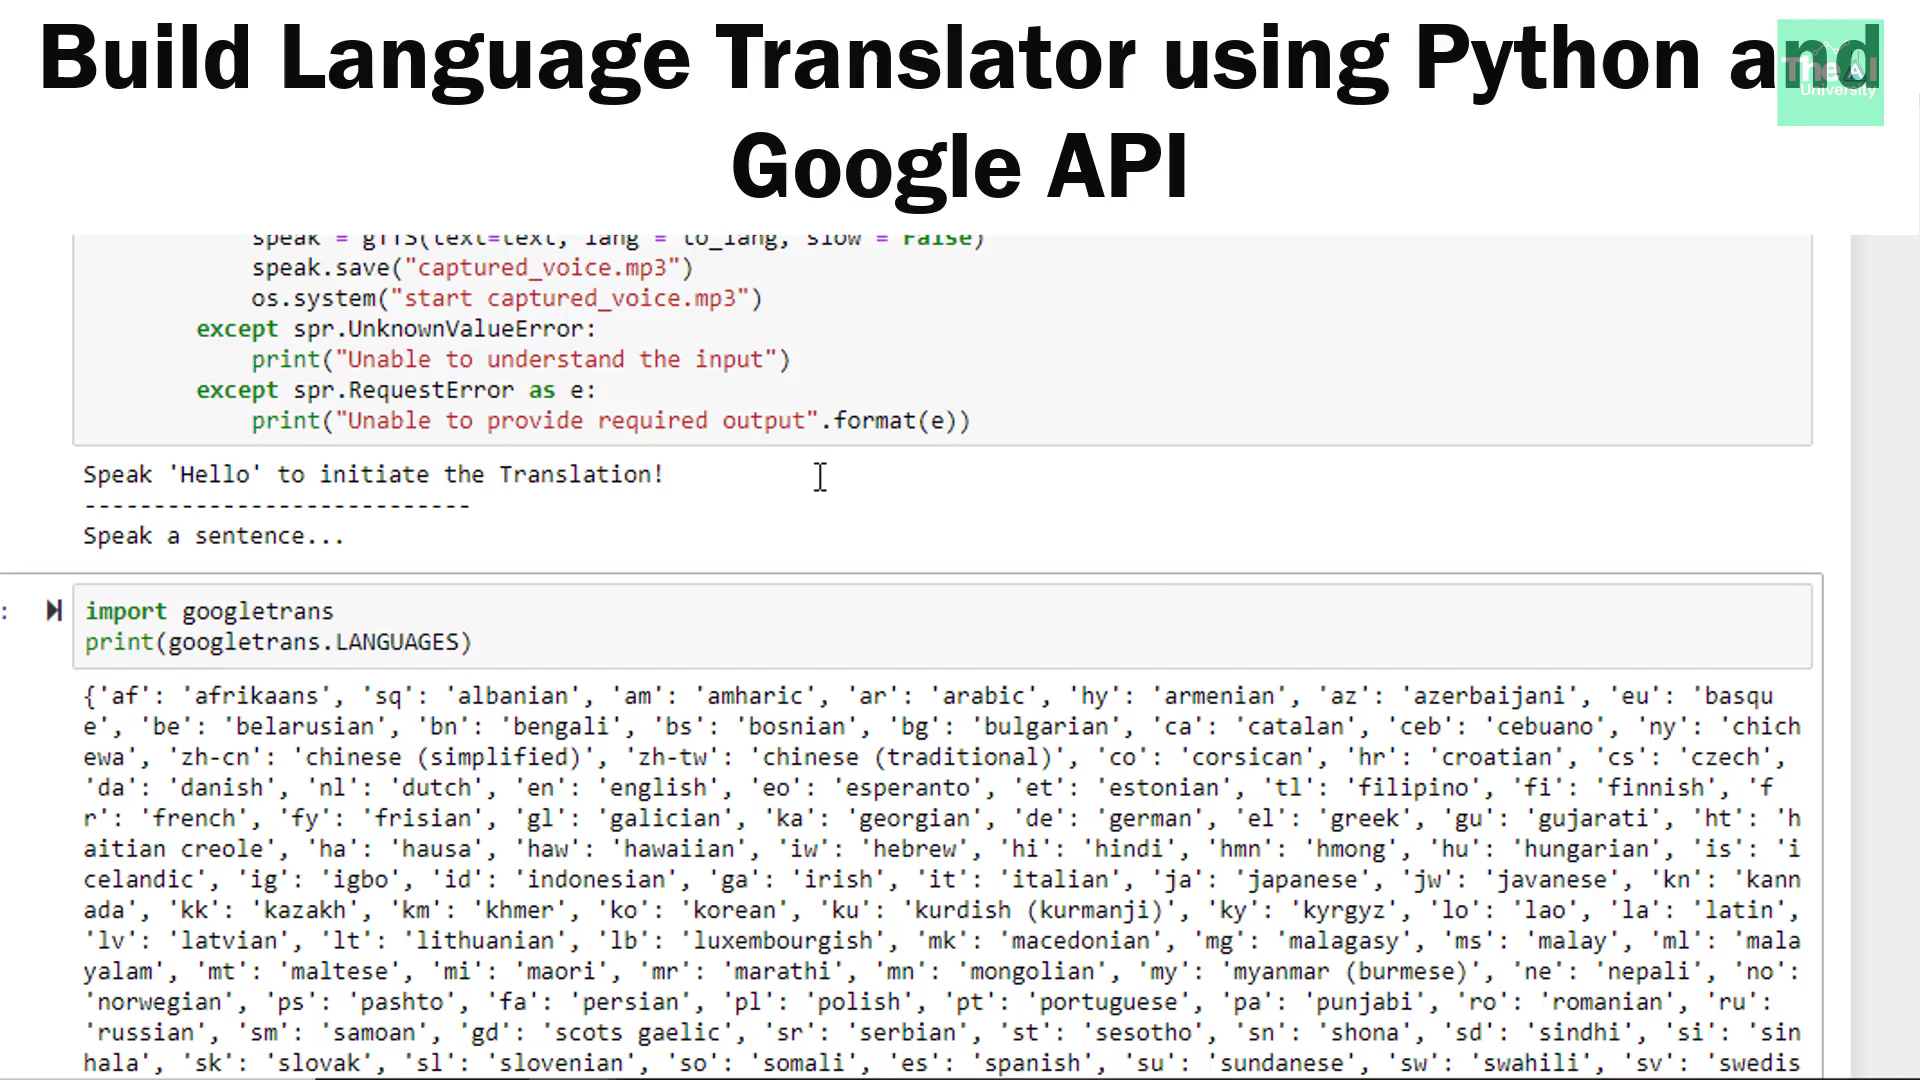 Build Language Translator using Python and
Google API
The AI
University
speak = gTTS(text=text, lang = to_lang, slow = False)
speak.save("captured_voice.mp3")
os.system("start captured_voice.mp3")
except spr.UnknownValueError:
print("Unable to understand the input")
except spr.RequestError as e:
print("Unable to provide required output".format(e))
Speak 'Hello' to initiate the Translation!
----------------------------
Speak a sentence...
:
import googletrans
print(googletrans.LANGUAGES)
{'af': 'afrikaans', 'sq': 'albanian', 'am': 'amharic', 'ar': 'arabic', 'hy': 'armenian', 'az': 'azerbaijani', 'eu': 'basqu
e', 'be': 'belarusian', 'bn': 'bengali', 'bs': 'bosnian', 'bg': 'bulgarian', 'ca': 'catalan', 'ceb': 'cebuano', 'ny': 'chich
ewa', 'zh-cn': 'chinese (simplified)', 'zh-tw': 'chinese (traditional)', 'co': 'corsican', 'hr': 'croatian', 'cs': 'czech',
'da': 'danish', 'nl': 'dutch', 'en': 'english', 'eo': 'esperanto', 'et': 'estonian', 'tl': 'filipino', 'fi': 'finnish', 'f
r': 'french', 'fy': 'frisian', 'gl': 'galician', 'ka': 'georgian', 'de': 'german', 'el': 'greek', 'gu': 'gujarati', 'ht': 'h
aitian creole', 'ha': 'hausa', 'haw': 'hawaiian', 'iw': 'hebrew', 'hi': 'hindi', 'hmn': 'hmong', 'hu': 'hungarian', 'is': 'i
celandic', 'ig': 'igbo', 'id': 'indonesian', 'ga': 'irish', 'it': 'italian', 'ja': 'japanese', 'jw': 'javanese', 'kn': 'kann
ada', 'kk': 'kazakh', 'km': 'khmer', 'ko': 'korean', 'ku': 'kurdish (kurmanji)', 'ky': 'kyrgyz', 'lo': 'lao', 'la': 'latin',
'lv': 'latvian', 'lt': 'lithuanian', 'lb': 'luxembourgish', 'mk': 'macedonian', 'mg': 'malagasy', 'ms': 'malay', 'ml': 'mala
yalam', 'mt': 'maltese', 'mi': 'maori', 'mr': 'marathi', 'mn': 'mongolian', 'my': 'myanmar (burmese)', 'ne': 'nepali', 'no':
'norwegian', 'ps': 'pashto', 'fa': 'persian', 'pl': 'polish', 'pt': 'portuguese', 'pa': 'punjabi', 'ro': 'romanian', 'ru':
'russian', 'sm': 'samoan', 'gd': 'scots gaelic', 'sr': 'serbian', 'st': 'sesotho', 'sn': 'shona', 'sd': 'sindhi', 'si': 'sin
hala', 'sk': 'slovak', 'sl': 'slovenian', 'so': 'somali', 'es': 'spanish', 'su': 'sundanese', 'sw': 'swahili', 'sv': 'swedis